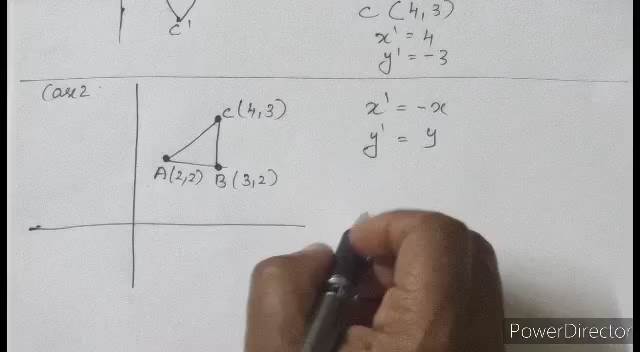 C'
C (4,3)
x' = 4
y' = -3
Case 2
C(4,3)
A(2,2) B(3,2)
x' = -x
y' = y
PowerDirector